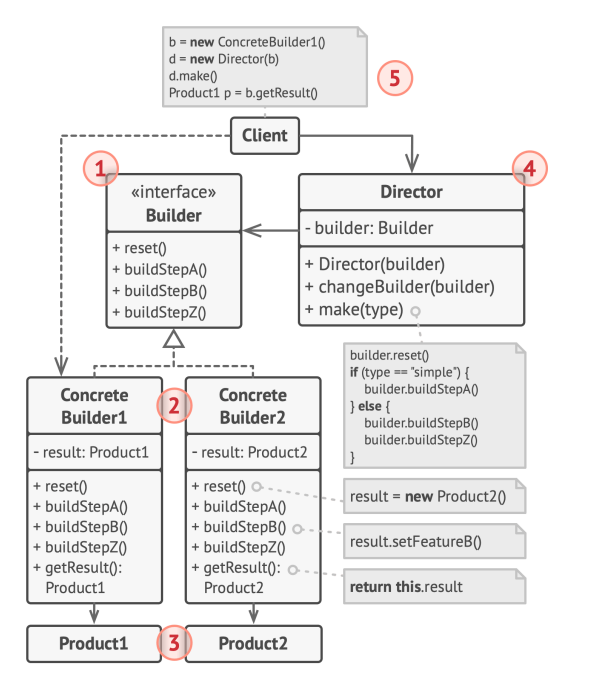 b = new ConcreteBuilder1()
d = new Director(b)
d.make()
Product1 p = b.getResult()
5
Client
1
«interface»
Builder
+ reset()
+ buildStepA()
+ buildStepB()
+ buildStepZ()
4
Director
- builder: Builder
+ Director(builder)
+ changeBuilder(builder)
+ make(type)
builder.reset()
if (type == "simple") {
builder.buildStepA()
} else {
builder.buildStepB()
builder.buildStepZ()
}
Concrete
Builder1
- result: Product1
+ reset()
+ buildStepA()
+ buildStepB()
+ buildStepZ()
+ getResult():
Product1
2
Concrete
Builder2
- result: Product2
+ reset()
+ buildStepA()
+ buildStepB()
+ buildStepZ()
+ getResult():
Product2
result = new Product2()
result.setFeatureB()
return this.result
Product1
3
Product2